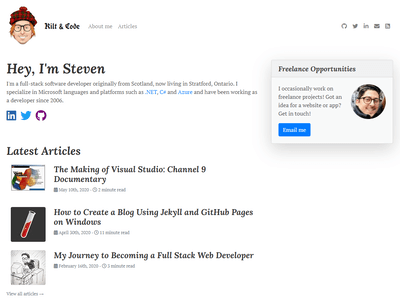 Kilt & Code
About me
Articles
Hey, I'm Steven
I'm a full-stack software developer originally from Scotland, now living in Stratford, Ontario. I
specialize in Microsoft languages and platforms such as .NET, C# and Azure and have been working as
a developer since 2006.
Freelance Opportunities
I occasionally work on
freelance projects! Got an
idea for a website or app?
Get in touch!
Email me
Latest Articles
The Making of Visual Studio: Channel 9
Documentary
May 10th, 2020 - 2 minute read
How to Create a Blog Using Jekyll and GitHub Pages
on Windows
April 20th, 2020 - 11 minute read
My Journey to Becoming a Full Stack Web Developer
February 14th, 2020 - 5 minute read
View all articles →